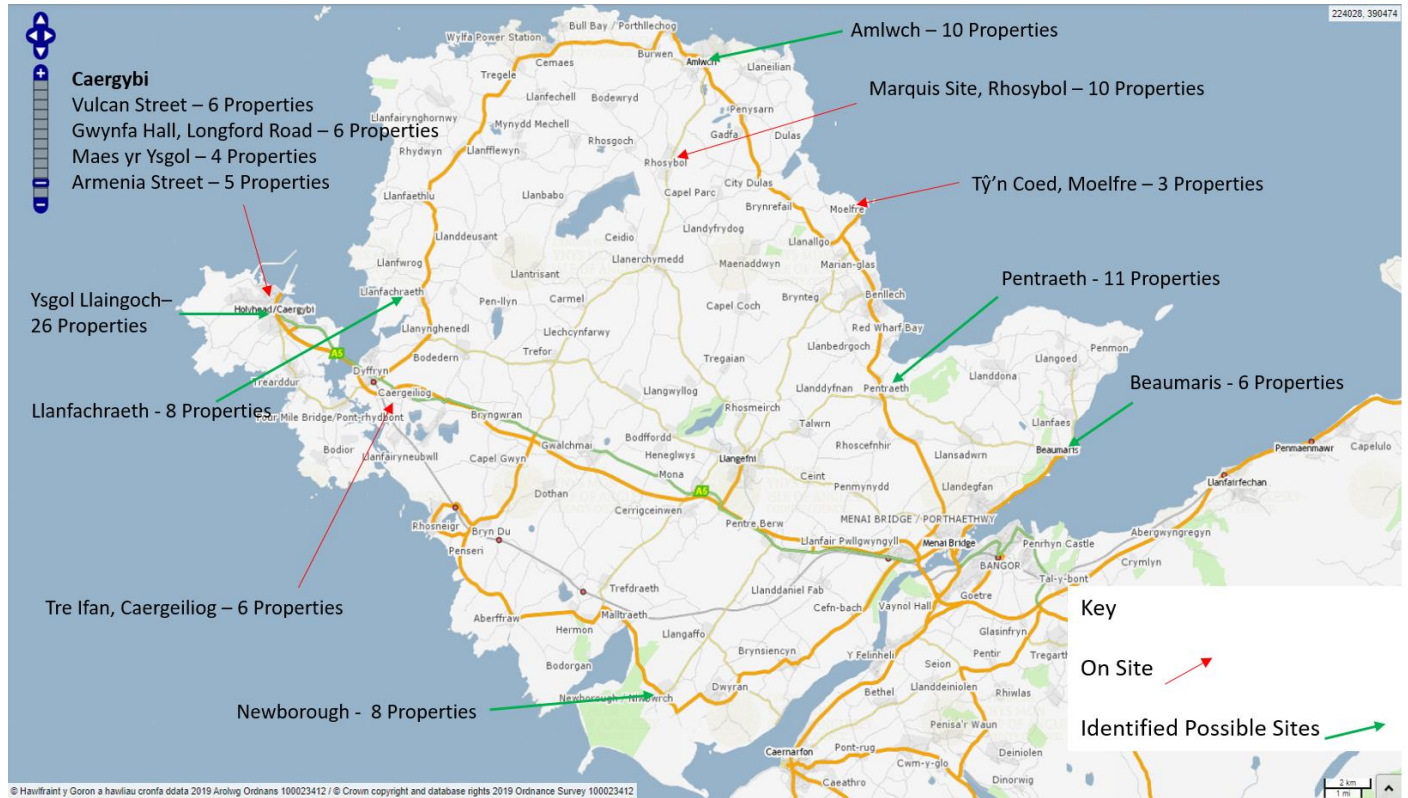 224028, 390474
Caergybi
Vulcan Street – 6 Properties
Gwynfa Hall, Longford Road – 6 Properties
Maes yr Ysgol – 4 Properties
Armenia Street – 5 Properties
Amlwch – 10 Properties
Marquis Site, Rhosybol – 10 Properties
Tŷ’n Coed, Moelfre – 3 Properties
Pentraeth - 11 Properties
Beaumaris - 6 Properties
Ysgol Llaingoch–
26 Properties
Llanfachraeth - 8 Properties
Tre Ifan, Caergeiliog – 6 Properties
Newborough -  8 Properties
Key
On Site
Identified Possible Sites
Bull Bay / Porthllechog
Wylfa Power Station
Burwen
Cemaes
Amlwch
Llaneilian
Tregele
Llanfechell
Bodewryd
Penysarn
Llanfairynghornwy
Mynydd Mechell
Gadfa
Dulas
Rhosgoch
Rhydwyn
Llanfflewyn
Rhosybol
City Dulas
Capel Parc
Llanfaethlu
Llanbabo
Brynrefail
Moelfre
Llanddeusant
Ceidio
Llandyfrydog
Llanallgo
Llanfwrog
Llantrisant
Llanerchymedd
Maenaddwyn
Marian-glas
Llanfachraeth
Pen-llyn
Carmel
Capel Coch
Brynteg
Benllech
Holyhead/Caergybi
Llanynghenedl
Llechcynfarwy
Red Wharf Bay
Llanbedrgoch
Penmon
A5
Bodedern
Trefor
Tregaian
Llangoed
Dyffryn
Llanddona
Trearddur
Caergeiliog
Llangwyllog
Llanddyfnan
Pentraeth
Four Mile Bridge/Pont-rhydbont
Bryngwran
Rhosmeirch
Talwrn
Llanfaes
Bodior
Gwalchmai
Bodffordd
Rhoscefnhir
Beaumaris
Penmaenmawr
Capelulo
Llanfairyneubwll
Capel Gwyn
Heneglwys
Llangefni
Llansadwrn
Mona
Ceint
Penmynydd
Llandegfan
Llanfairfechan
Dothan
A5
Cerrigceinwen
Rhosneigr
Pentre Berw
MENAI BRIDGE / PORTHAETHWY
Bryn Du
Llanfair Pwllgwyngyll
Menai Bridge
Penrhyn Castle
Abergwyngregyn
Penseri
BANGOR
Crymlyn
Tal-y-bont
Trefdraeth
Llanddaniel Fab
Goetre
Cefn-bach
Vaynol Hall
Aberffraw
Malltraeth
Hermon
Llangaffo
Glasinfryn
Brynsiencyn
Y Felinheli
Pentir
Tregarth
Bodorgan
Seion
Newborough / Niwbwrch
Dwyran
Bethel
Llanddeiniolen
Rhiwlas
Penisa'r Waun
Caernarfon
Pont-rug
Deiniolen
Cwm-y-glo
Caeathro
Dinorwig
2 km
1 mi
© Hawlfraint y Goron a hawliau cronfa ddata 2019 Arolwg Ordnans 100023412 / © Crown copyright and database rights 2019 Ordnance Survey 100023412